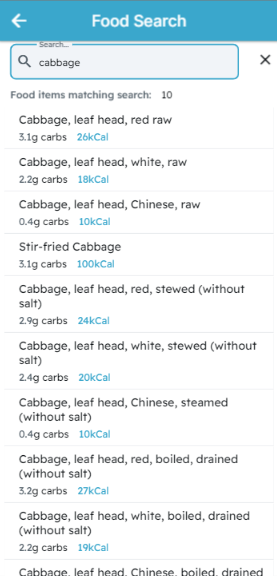 Food Search
Search...
cabbage
Food items matching search: 10
Cabbage, leaf head, red raw
3.1g carbs 26kCal
Cabbage, leaf head, white, raw
2.2g carbs 18kCal
Cabbage, leaf head, Chinese, raw
0.4g carbs 10kCal
Stir-fried Cabbage
3.1g carbs 100kCal
Cabbage, leaf head, red, stewed (without
salt)
2.9g carbs 24kCal
Cabbage, leaf head, white, stewed (without
salt)
2.4g carbs 20kCal
Cabbage, leaf head, Chinese, steamed
(without salt)
0.4g carbs 10kCal
Cabbage, leaf head, red, boiled, drained
(without salt)
3.2g carbs 27kCal
Cabbage, leaf head, white, boiled, drained
(without salt)
2.2g carbs 19kCal
Cabbage, leaf head, Chinese, boiled, drained